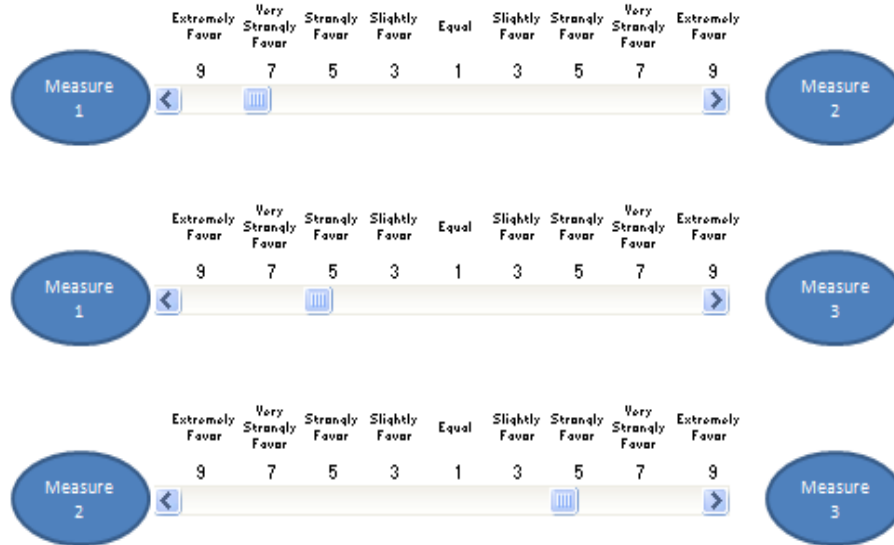 Extremely Favor Very Strongly Favor Strongly Favor Slightly Favor Equal Slightly Favor Strongly Favor Very Strongly Favor Extremely Favor
9 7 5 3 1 3 5 7 9
Measure
1
Measure
2
Extremely Favor Very Strongly Favor Strongly Favor Slightly Favor Equal Slightly Favor Strongly Favor Very Strongly Favor Extremely Favor
9 7 5 3 1 3 5 7 9
Measure
1
Measure
3
Extremely Favor Very Strongly Favor Strongly Favor Slightly Favor Equal Slightly Favor Strongly Favor Very Strongly Favor Extremely Favor
9 7 5 3 1 3 5 7 9
Measure
2
Measure
3